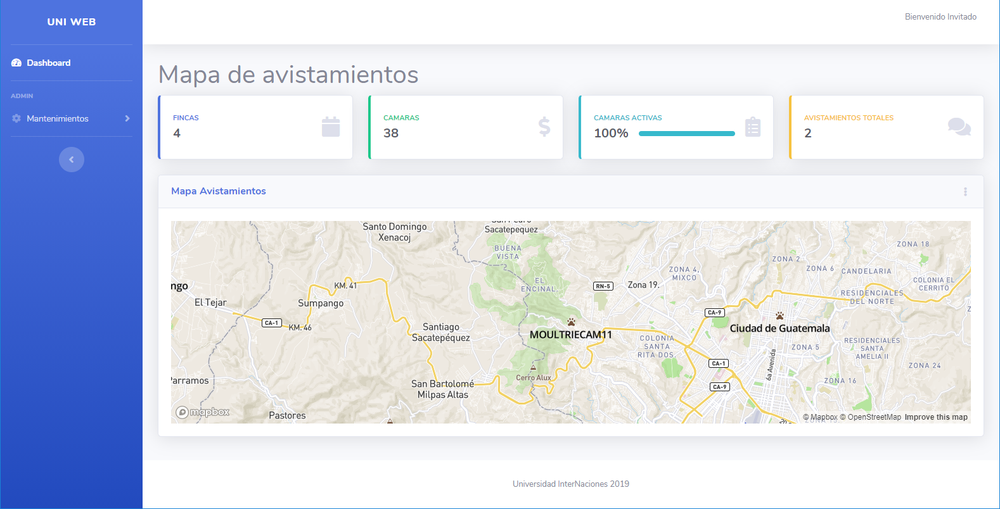 UNI WEB
Bienvenido Invitado
Dashboard
ADMIN
Mantenimientos
Mapa de avistamientos
FINCAS
4
CAMARAS
38
CAMARAS ACTIVAS
100%
AVISTAMIENTOS TOTALES
2
Mapa Avistamientos
Santo Domingo
Xenacoj
San Pedro
Sacatepequez
BUENA
VISTA
ZONA 18
ZONA 2
ZONA 6
CANDELARIA
ZONA 4,
MIXCO
COLONIA EL
CERRITO
EL
ENCINAL.
RN-5
Zona 19.
ngo
KM. 41
El Tejar
Sumpango
RESIDENCIALES
DEL NORTE
CA-9
CA-1
KM. 46
Santiago
Sacatepéquez
MOULTRIECAM11
Ciudad de Guatemala
COLONIA
SANTA
RITA DOS.
ZONA 5
RESIDENCIALES
SANTA
AMELIA II
CA-1
6a Avenida
ZONA 24
Cerro Alux
Parramos
San Bartolomé
Milpas Altas
CA-9
ZONA 16
mapbox
Pastores
© Mapbox © OpenStreetMap Improve this map
Universidad InterNaciones 2019